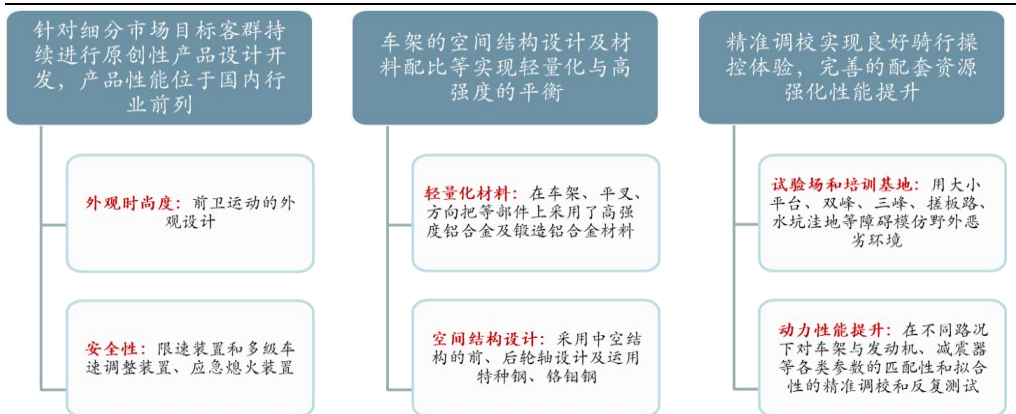 针对细分市场目标客群持
续进行原创性产品设计开
发，产品性能位于国内行
业前列
外观时尚度：前卫运动的外
观设计
安全性：限速装置和多级车
速调整装置、应急熄火装置
车架的空间结构设计及材
料配比等实现轻量化与高
强度的平衡
轻量化材料：在车架、平叉、
方向把等部件上采用了高强
度铝合金及锻造铝合金材料
空间结构设计：采用中空结
构的前、后轮轴设计及运用
特种钢、铬钼钢
精准调校实现良好骑行操
控体验，完善的配套资源
强化性能提升
试验场和培训基地：用大小
平台、双峰、三峰、搓板路、
水坑洼地等障碍模仿野外恶
劣环境
动力性能提升：在不同路况
下对车架与发动机、减震器
等各类参数的匹配性和拟合
性的精准调校和反复测试